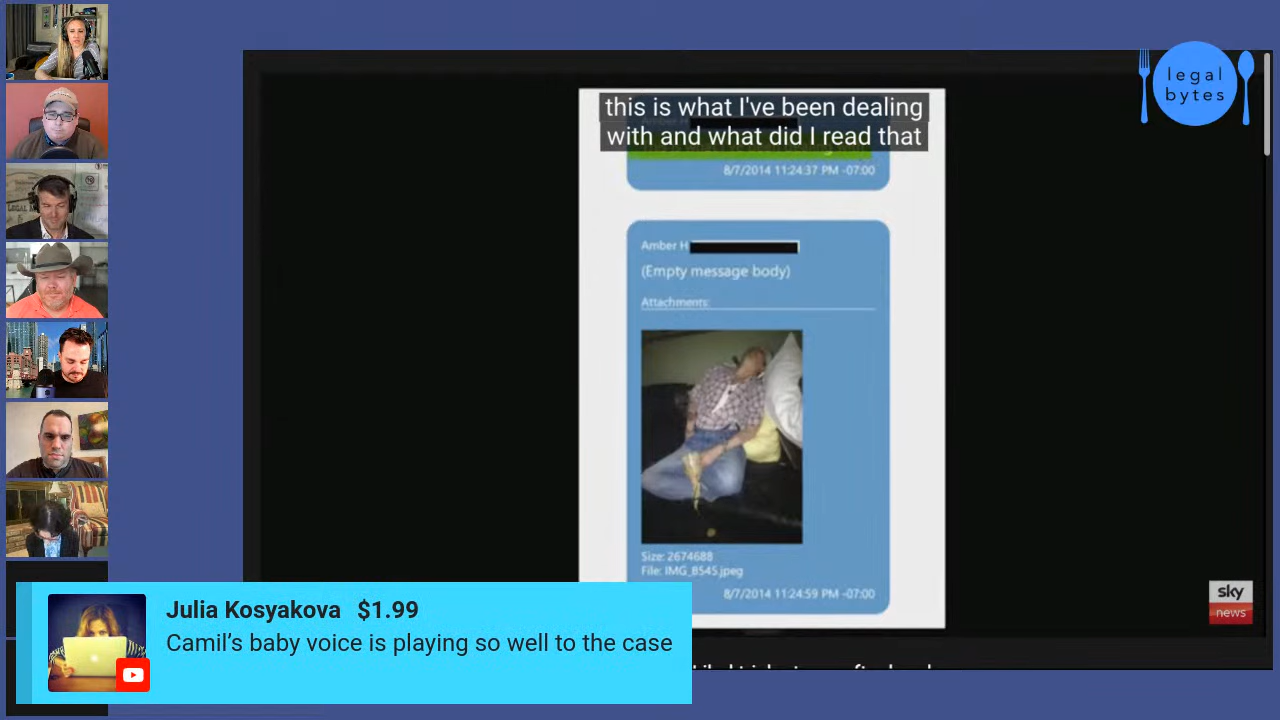 legal
bytes
this is what I've been dealing
with and what did I read that
8/7/2014 11:24:37 PM -07:00
Amber H
(Empty message body)
Attachments:
Size: 2674688
File: IMG_8545.jpeg
8/7/2014 11:24:59 PM -07:00
sky
news
Julia Kosyakova $1.99
Camil’s baby voice is playing so well to the case